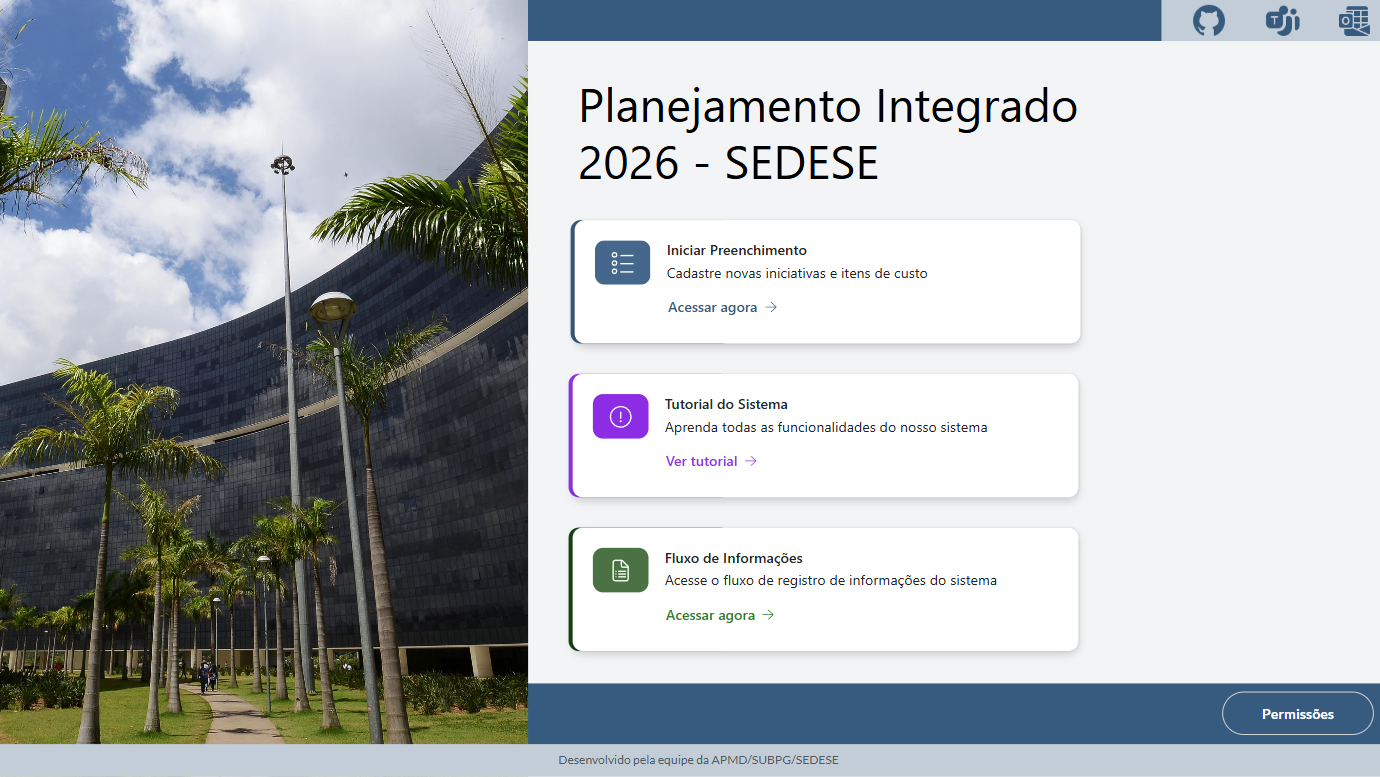 Planejamento Integrado
2026 - SEDESE
Iniciar Preenchimento
Cadastre novas iniciativas e itens de custo
Acessar agora
Tutorial do Sistema
Aprenda todas as funcionalidades do nosso sistema
Ver tutorial
Fluxo de Informações
Acesse o fluxo de registro de informações do sistema
Acessar agora
Permissões
Desenvolvido pela equipe da APMD/SUBPG/SEDESE